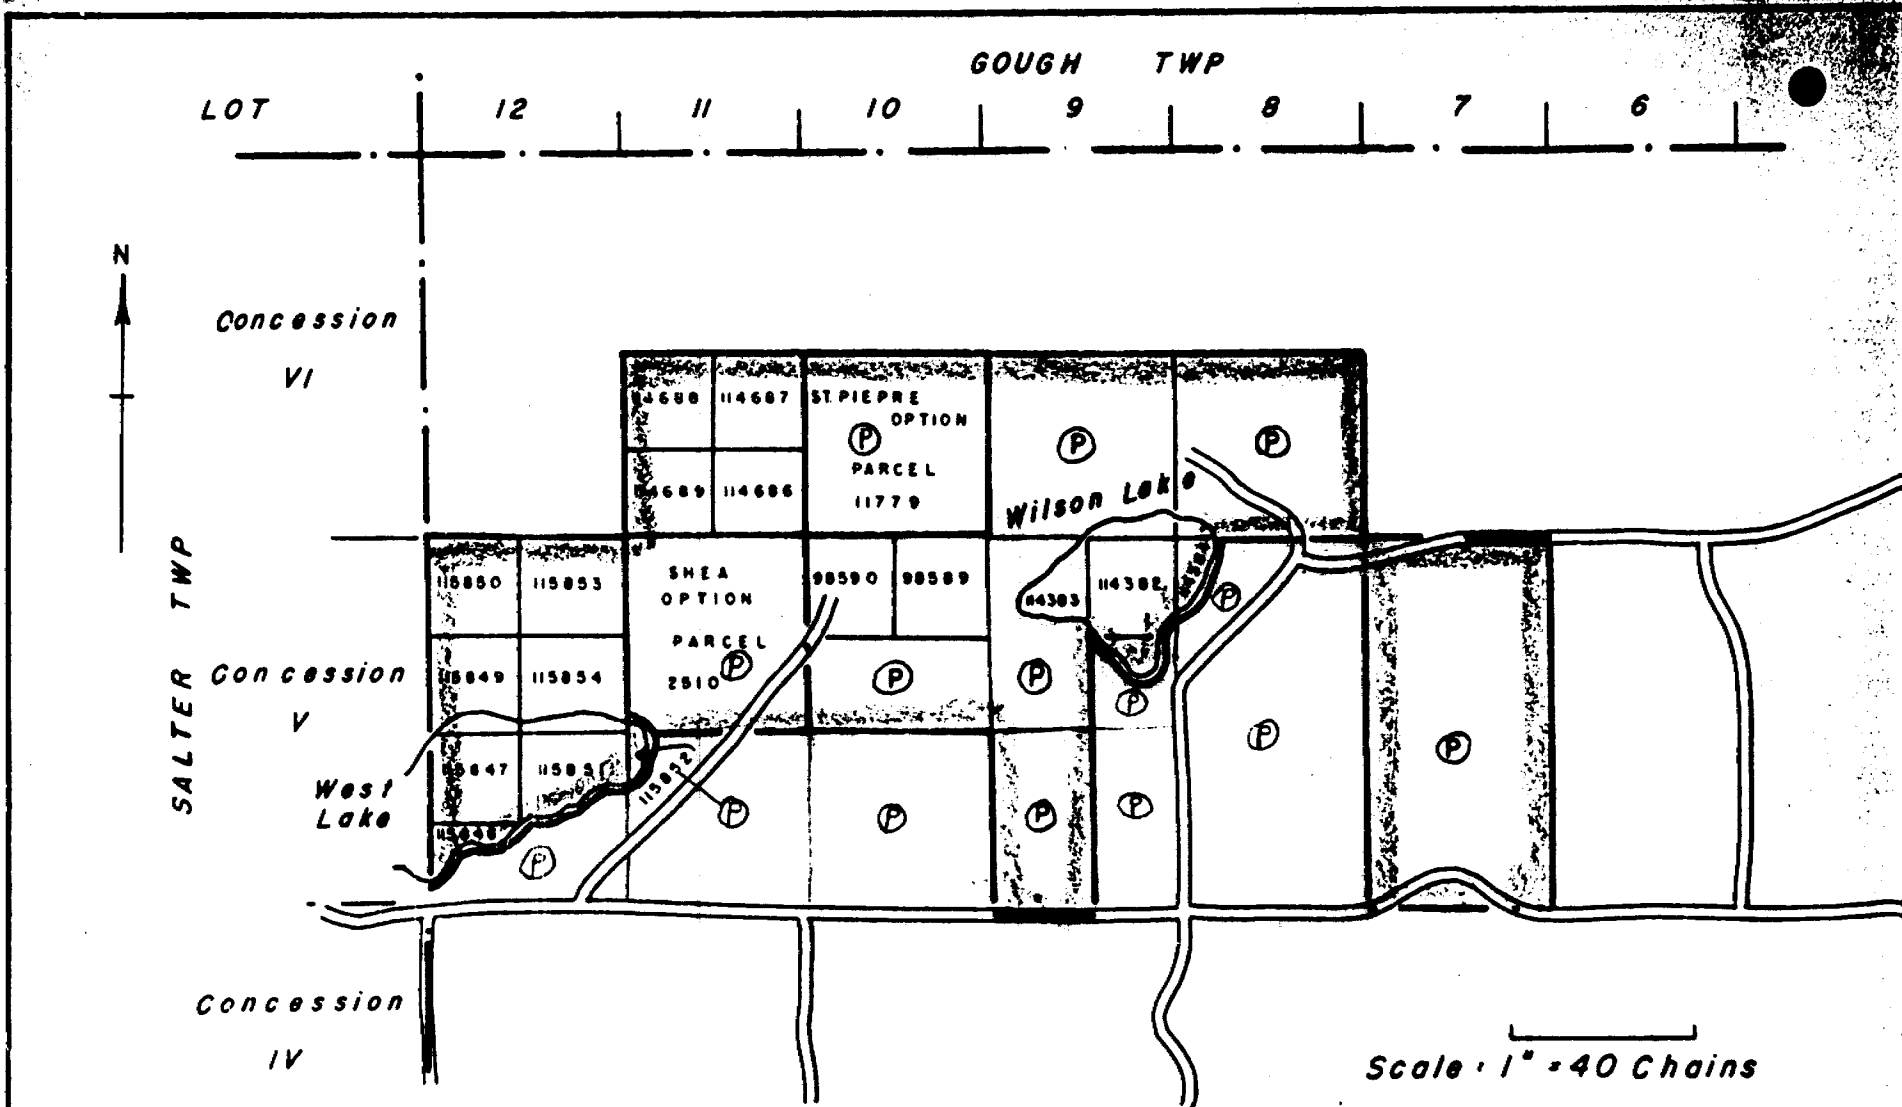 GOUGH TWP
LOT 12 11 10 9 8 7 6
N
Concession
VI
114687
ST. PIEPRE
OPTION
P
P
P
PARCEL
11779
114686
Wilson Lake
SALTER TWP
115850
115853
SHEA
OPTION
98590
98589
114383
114382
P
PARCEL
2510
P
P
P
P
Concession
V
115854
P
P
West
Lake
115852
P
P
P
P
P
Concession
IV
Scale: 1" = 40 Chains